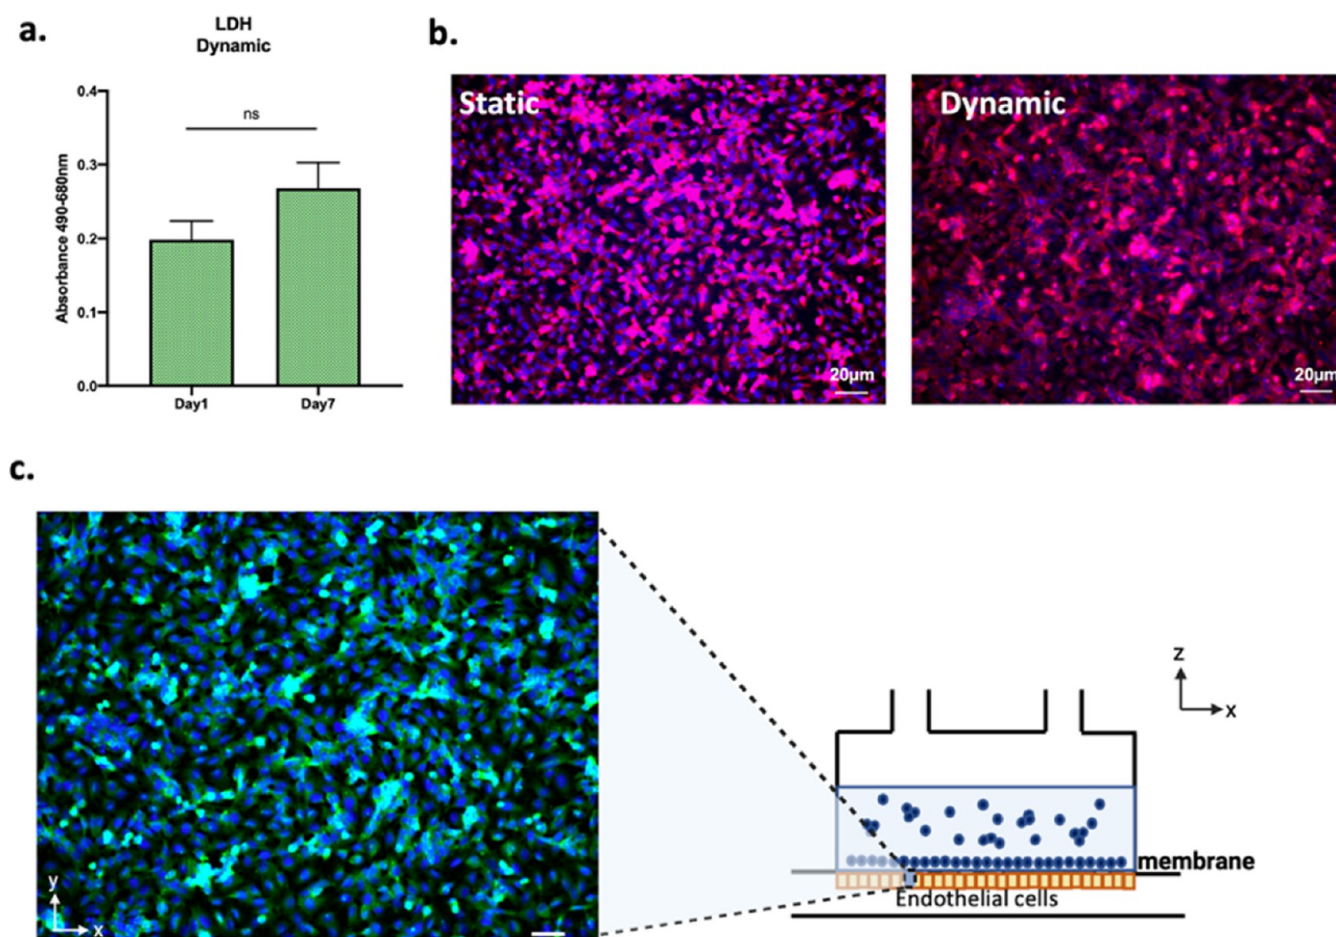 a.
LDH
Dynamic
Absorbance 490-680nm
0.4
0.3
0.2
0.1
0.0
ns
Day1
Day7
b.
Static
20µm
Dynamic
20µm
c.
y
x
z
x
membrane
Endothelial cells